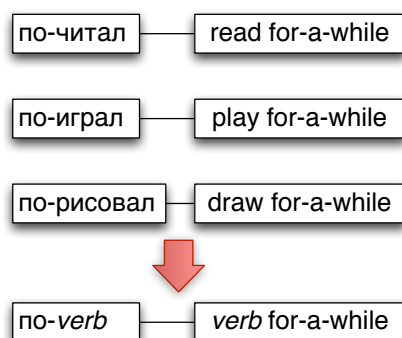 по-читал read for-a-while
по-играл play for-a-while
по-рисовал draw for-a-while
по-verb verb for-a-while